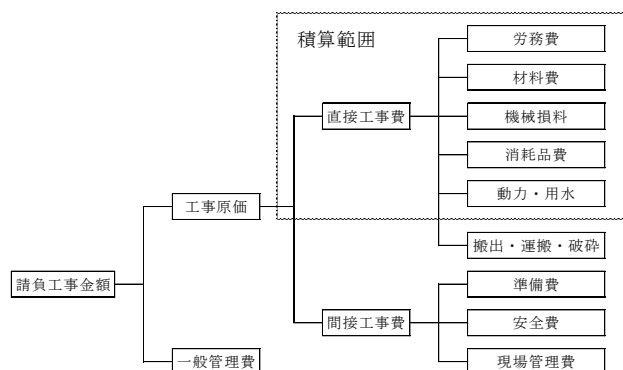 積算範囲
労務費
材料費
直接工事費
機械損料
消耗品費
工事原価
動力・用水
搬出・運搬・破砕
請負工事金額
準備費
間接工事費
安全費
一般管理費
現場管理費